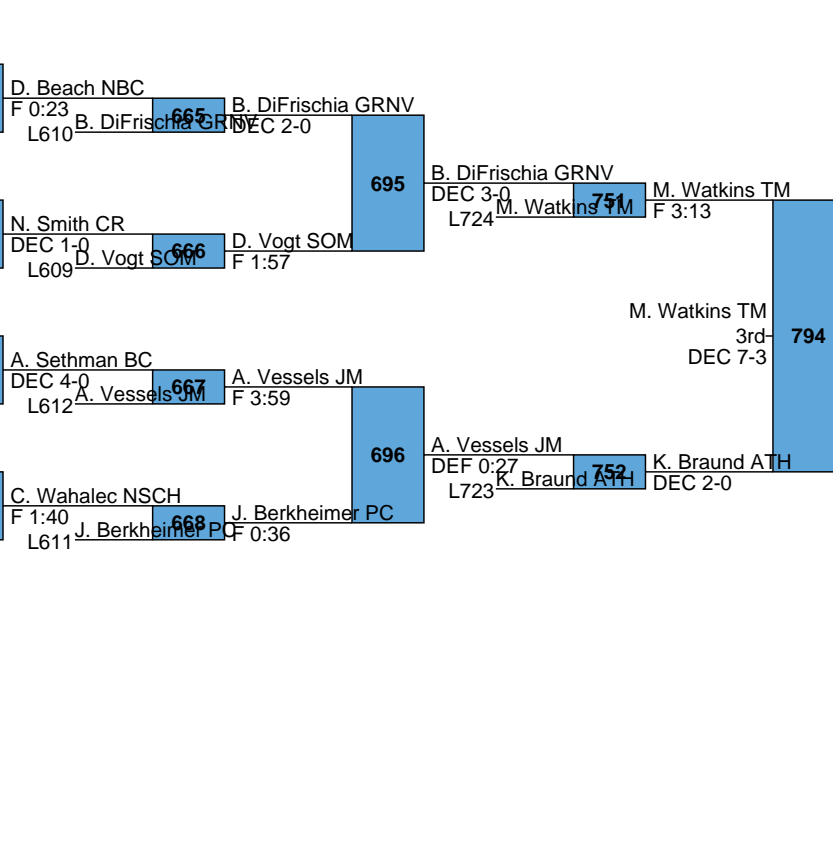 D. Beach NBC
F 0:23
L610
B. DiFrischia GRNV
665
B. DiFrischia GRNV
DEC 2-0
695
B. DiFrischia GRNV
DEC 3-0
L724
M. Watkins TM
751
M. Watkins TM
F 3:13
N. Smith CR
DEC 1-0
L609
D. Vogt SOM
666
D. Vogt SOM
F 1:57
M. Watkins TM
3rd
DEC 7-3
794
A. Sethman BC
DEC 4-0
L612
A. Vessels JM
667
A. Vessels JM
F 3:59
696
A. Vessels JM
DEF 0:27
L723
K. Braund ATH
752
K. Braund ATH
DEC 2-0
C. Wahalec NSCH
F 1:40
L611
J. Berkheimer PC
668
J. Berkheimer PC
F 0:36